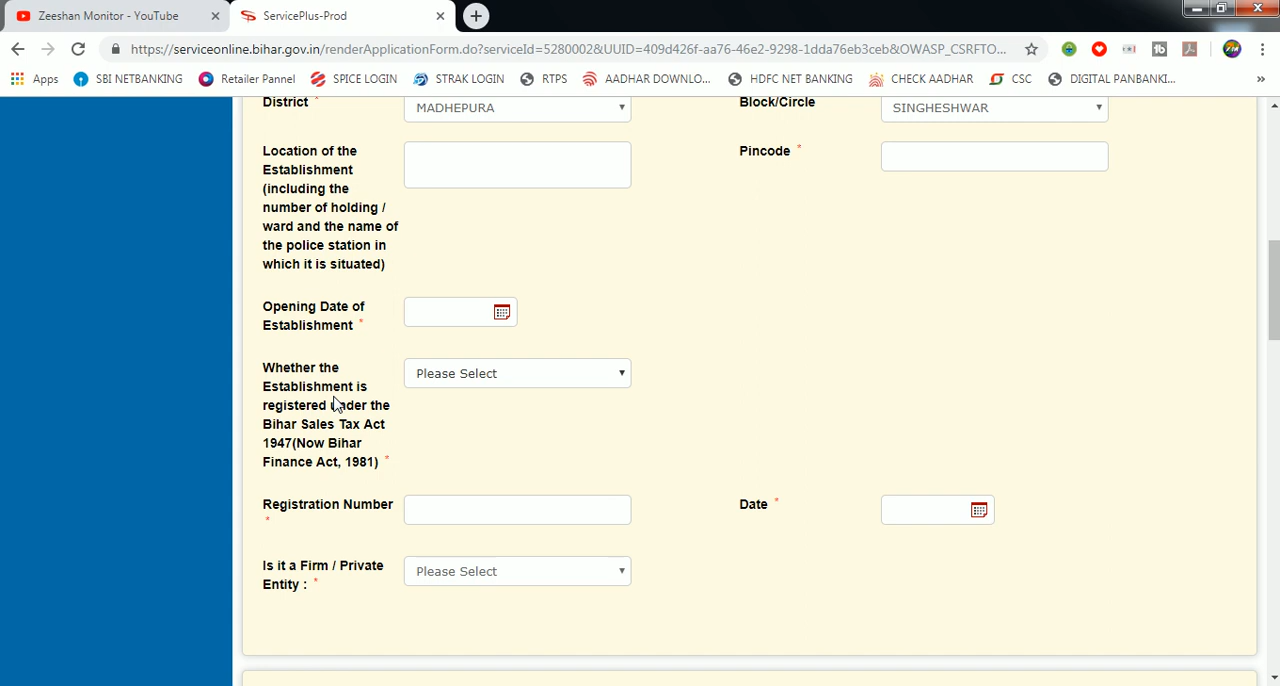 Zeeshan Monitor - YouTube
ServicePlus-Prod
https://serviceonline.bihar.gov.in/renderApplicationForm.do?serviceId=5280002&UUID=409d426f-aa76-46e2-9298-1dda76eb3ceb&OWASP_CSRFTO...
Apps SBI NETBANKING Retailer Pannel SPICE LOGIN STRAK LOGIN RTPS AADHAR DOWNLO... HDFC NET BANKING CECK AADHAR CSC DIGITAL PANBANKI... »
District * MADHEPURA Block/Circle SINGHESHWAR
Location of the
Establishment
(including the
number of holding /
ward and the name of
the police station in
which it is situated)
Pincode *
Opening Date of
Establishment *
Whether the
Establishment is
registered under the
Bihar Sales Tax Act
1947(Now Bihar
Finance Act, 1981) *
Please Select
Registration Number
*
Date *
Is it a Firm / Private
Entity : *
Please Select